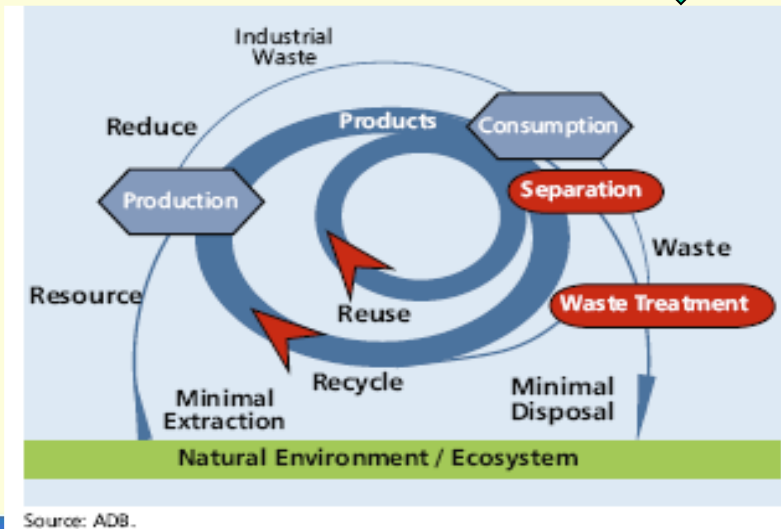 Industrial
Waste
Reduce
Products
Consumption
Production
Separation
Waste
Resource
Waste Treatment
Reuse
Recycle
Minimal
Extraction
Minimal
Disposal
Natural Environment / Ecosystem
Source: ADB.